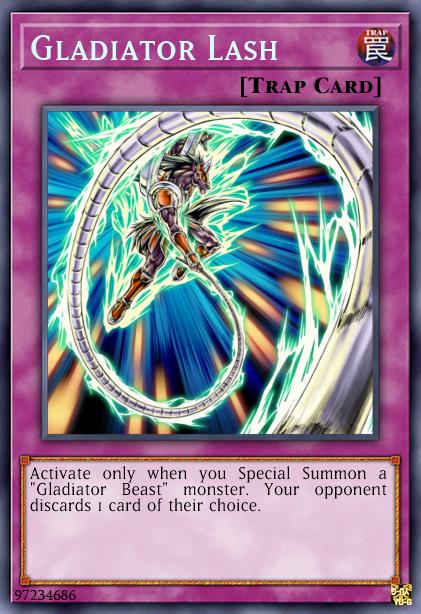 Gladiator Lash
TRAP
罠
[Trap Card]
Activate only when you Special Summon a
"Gladiator Beast" monster. Your opponent
discards 1 card of their choice.
97234686